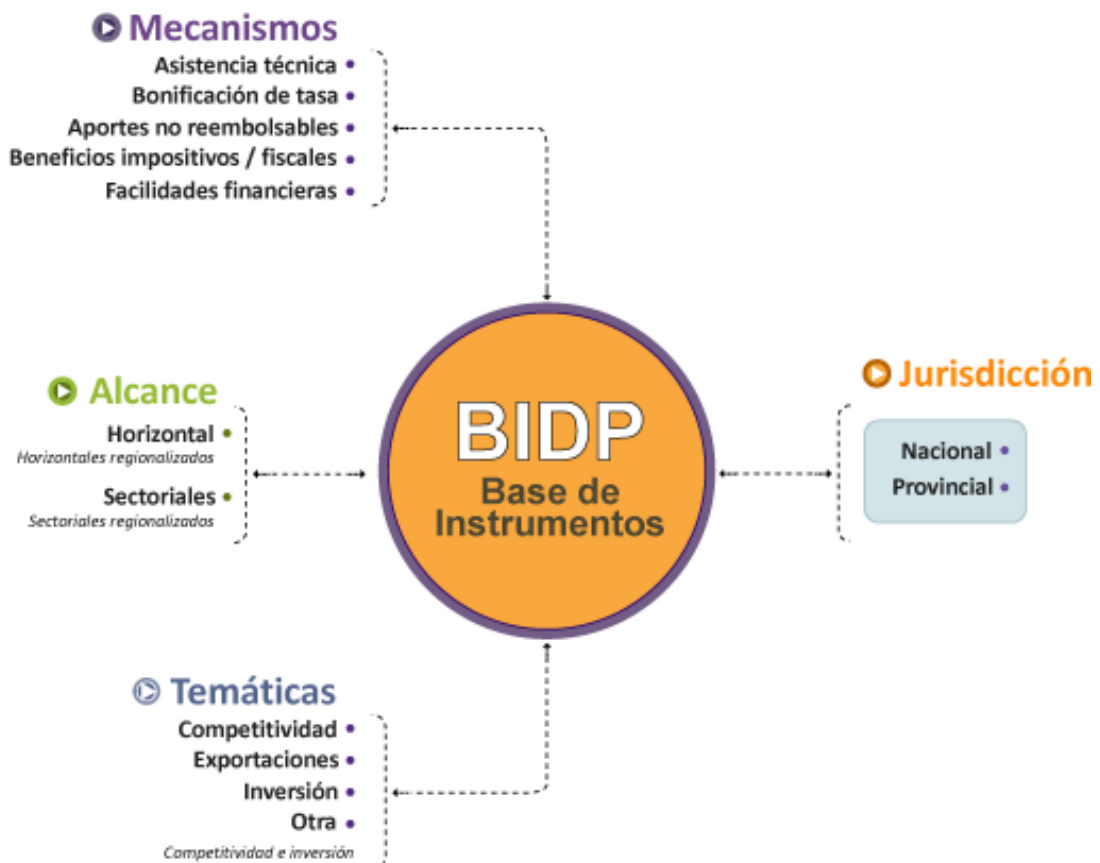 Mecanismos
Asistencia técnica
Bonificación de tasa
Aportes no reembolsables
Beneficios impositivos / fiscales
Facilidades financieras
Alcance
Horizontal
Horizontales regionalizados
Sectoriales
Sectoriales regionalizados
BIDP
Base de
Instrumentos
Jurisdicción
Nacional
Provincial
Temáticas
Competitividad
Exportaciones
Inversión
Otra
Competitividad e inversión